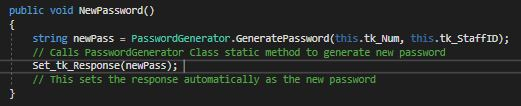 public void NewPassword()
{
string newPass = PasswordGenerator.GeneratePassword(this.tk_Num, this.tk_StaffID);
// Calls PasswordGenerator Class static method to generate new password
Set_tk_Response(newPass);
// This sets the response automatically as the new password
}